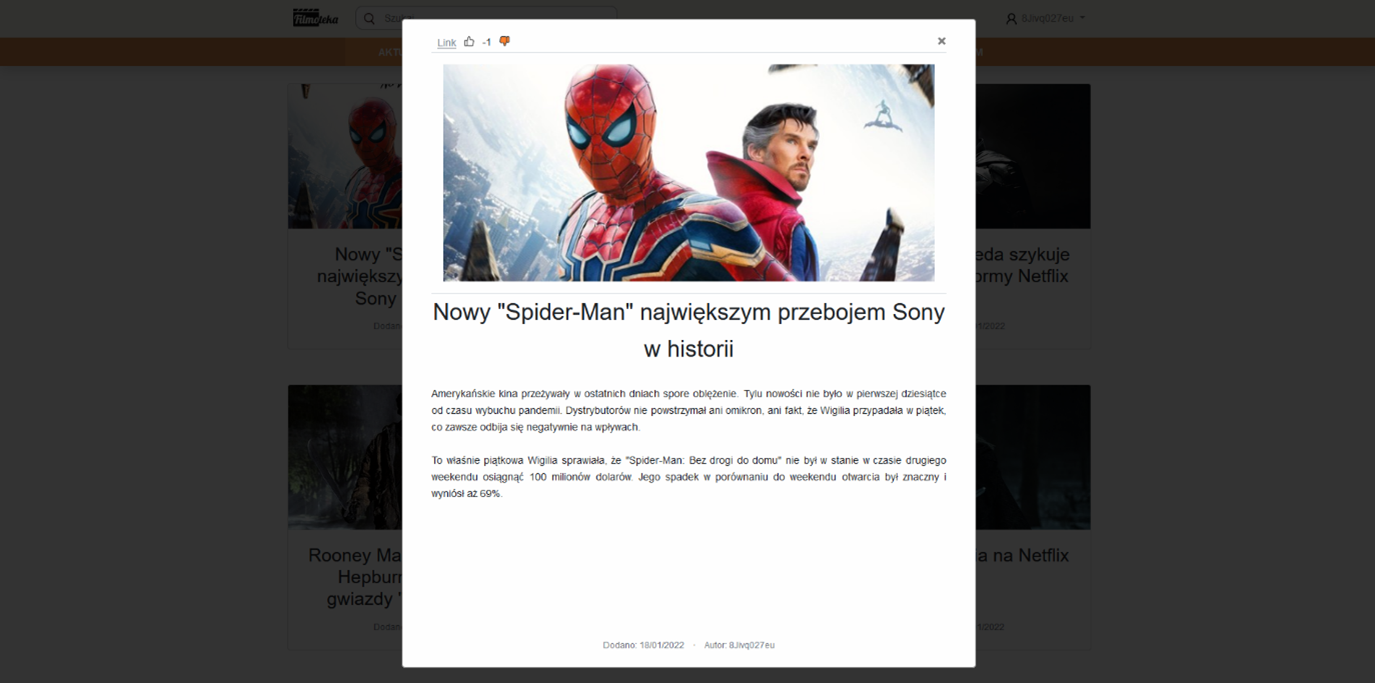 Filmoteka
Szukaj
8Jivq027eu
AKTU
M
Link -1 ×
Nowy "Spider-Man" największym przebojem Sony
w historii
Amerykańskie kina przeżywały w ostatnich dniach spore oblężenie. Tylu nowości nie było w pierwszej dziesiątce
od czasu wybuchu pandemii. Dystrybutorów nie powstrzymał ani omikron, ani fakt, że Wigilia przypadała w piątek,
co zawsze odbija się negatywnie na wpływach.
To właśnie piątkowa Wigilia sprawiała, że "Spider-Man: Bez drogi do domu" nie był w stanie w czasie drugiego
weekendu osiągnąć 100 milionów dolarów. Jego spadek w porównaniu do weekendu otwarcia był znaczny i
wyniósł aż 69%.
Dodano: 18/01/2022 - Autor: 8Jivq027eu
Nowy "S
największy
Sony
Dodan
eda szykuje
ormy Netflix
1/2022
Rooney Ma
Hepburn
gwiazdy "
Dodan
a na Netflix
1/2022